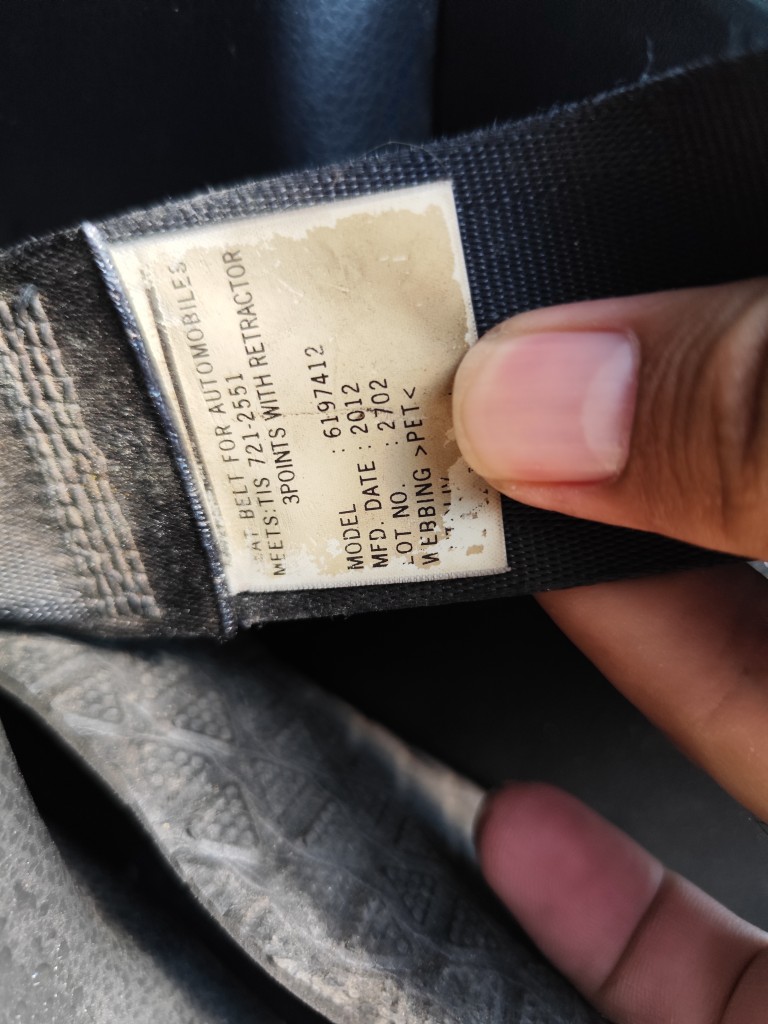 BELT FOR AUTOMOBILES
MEETS:TIS 721-2551
3POINTS WITH RETRACTOR
MODEL : 6197412
MFD. DATE : 2012
LOT NO. : 2702
WEBBING >PET<